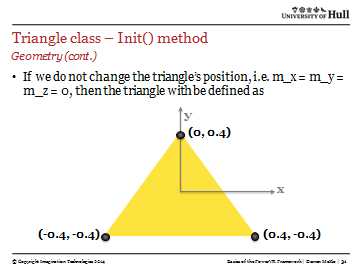 UNIVERSITY OF Hull
Triangle class – Init() method
Geometry (cont.)
• If we do not change the triangle's position, i.e. m_x = m_y =
m_z = 0, then the triangle with be defined as
y
(0, 0.4)
x
(-0.4, -0.4)
(0.4, -0.4)
© Copyright Imagination Technologies 2014
Basics of the PowerVR Framework | Darren McKie | 31